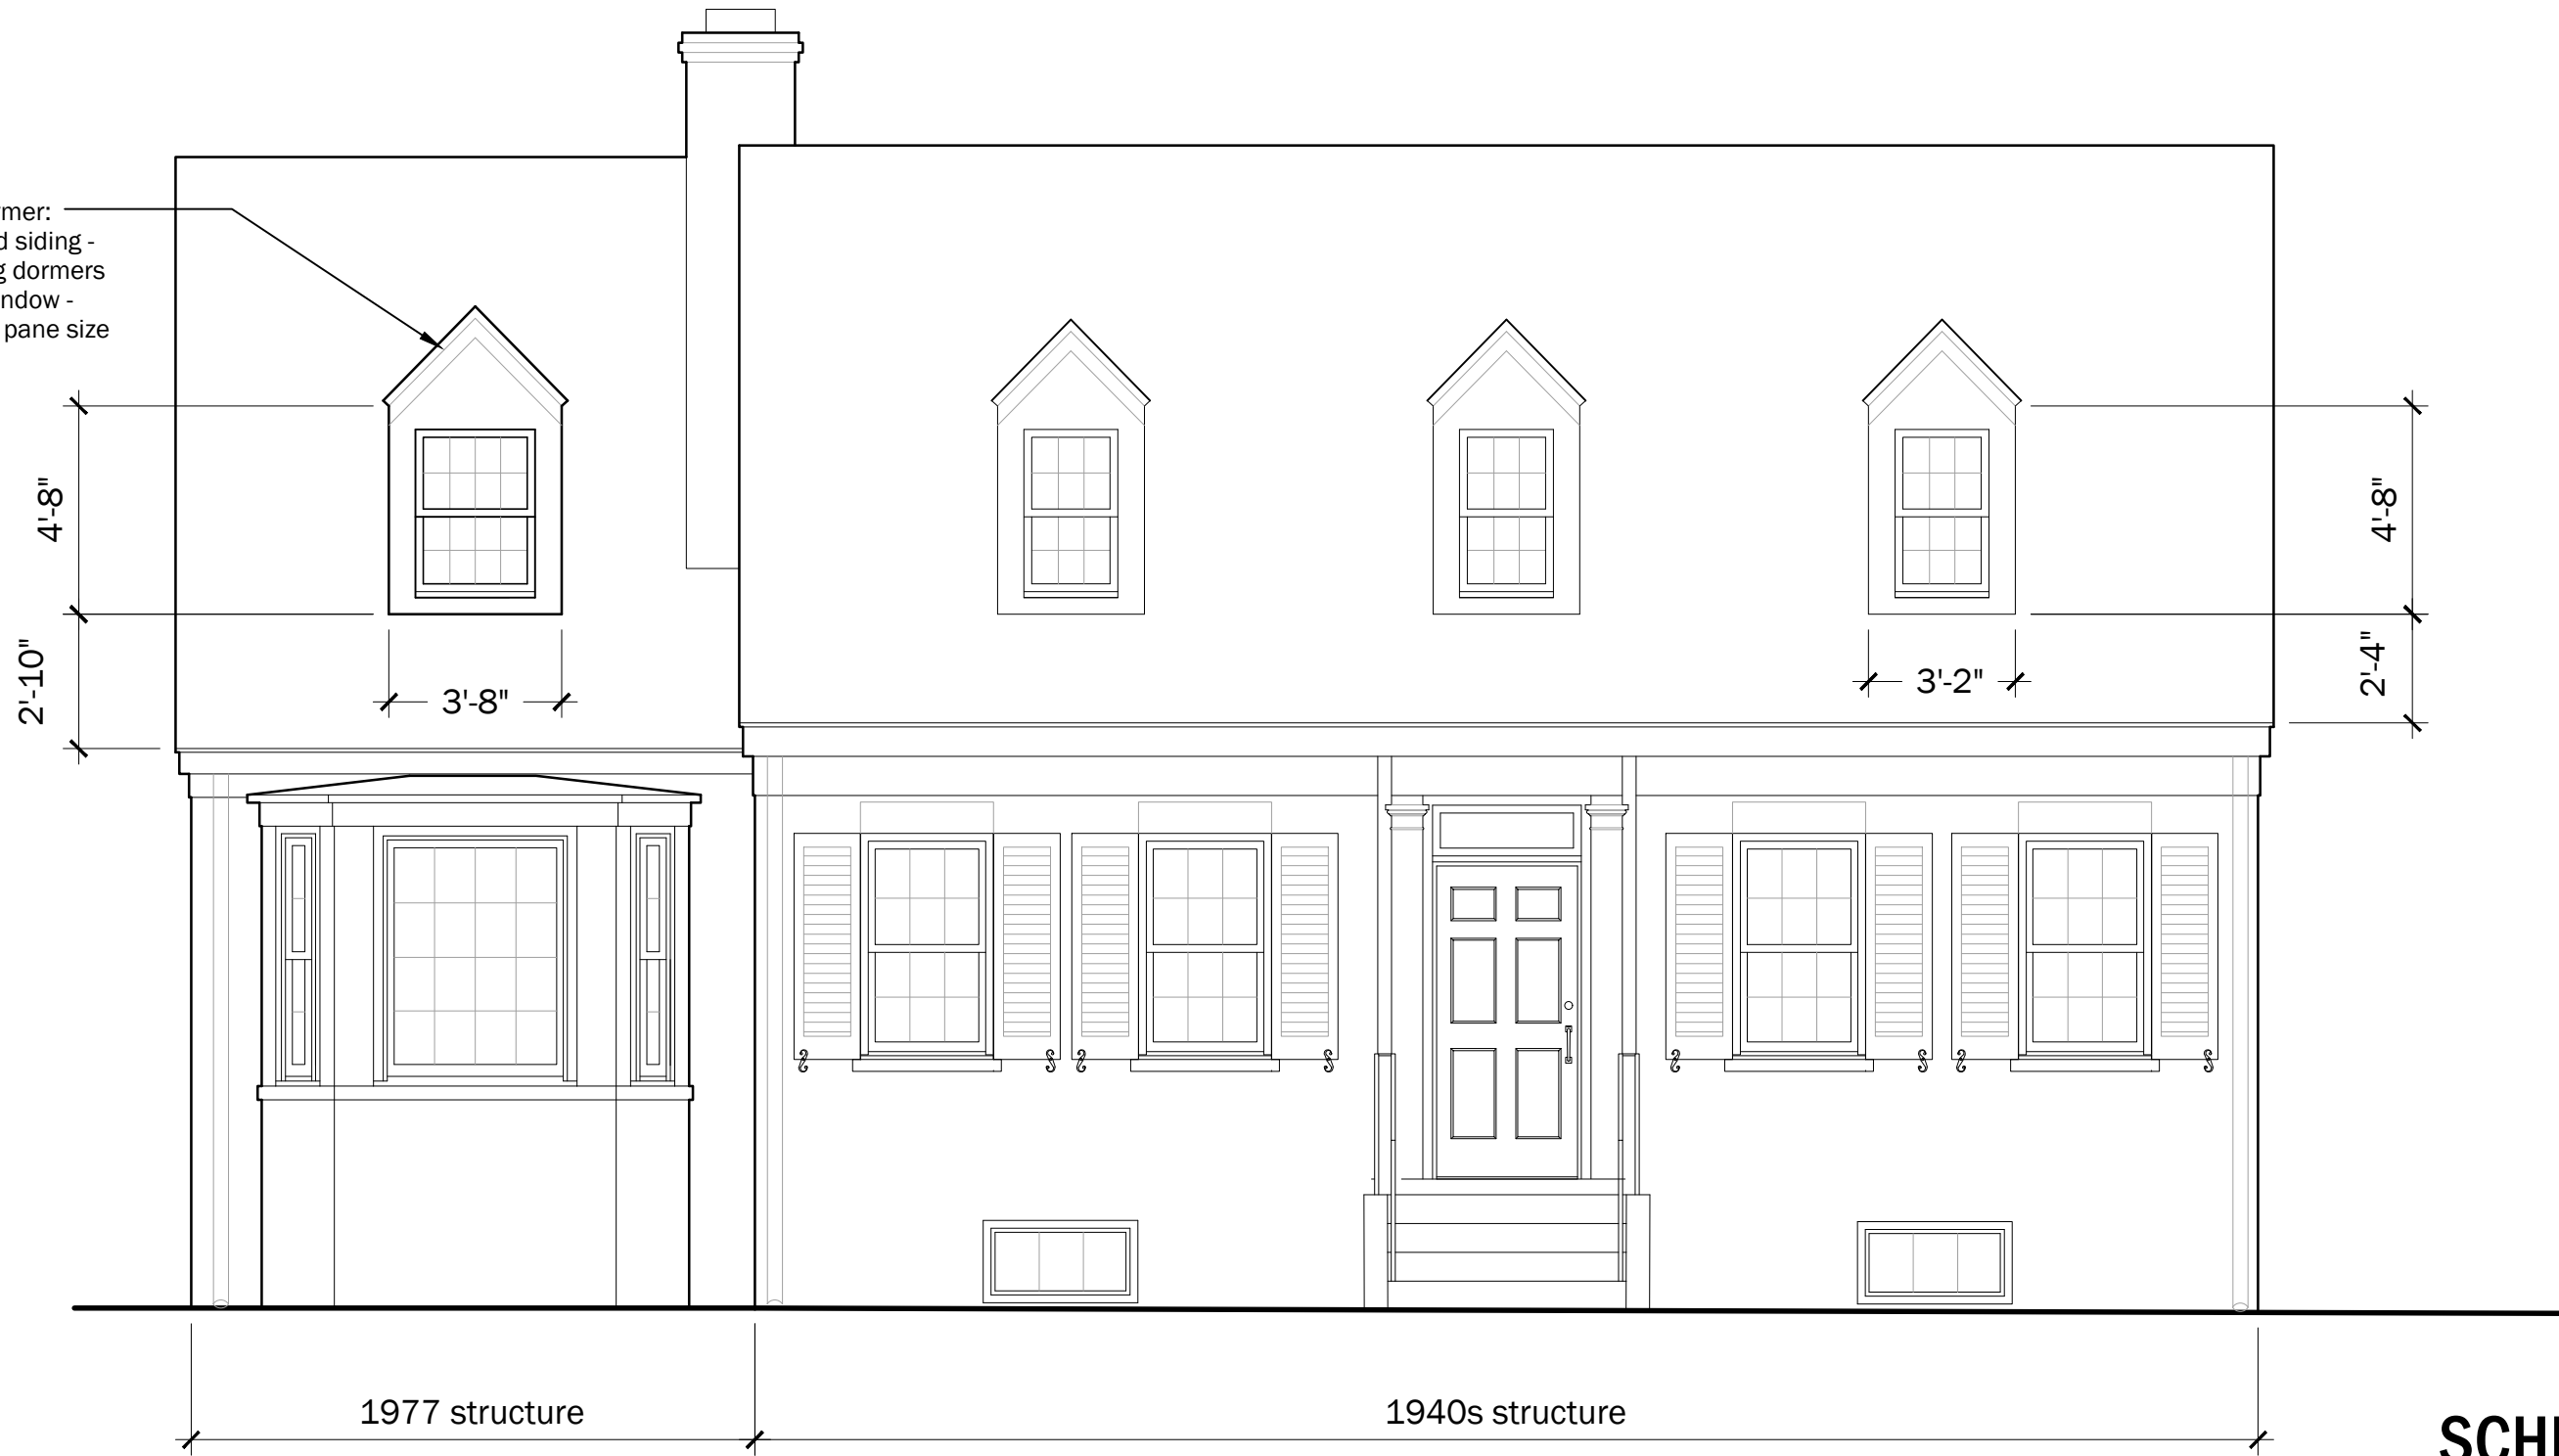 rmer:
d siding -
g dormers
ndow -
pane size
4'-8"
2'-10"
3'-8"
3'-2"
4'-8"
2'-4"
1977 structure
1940s structure